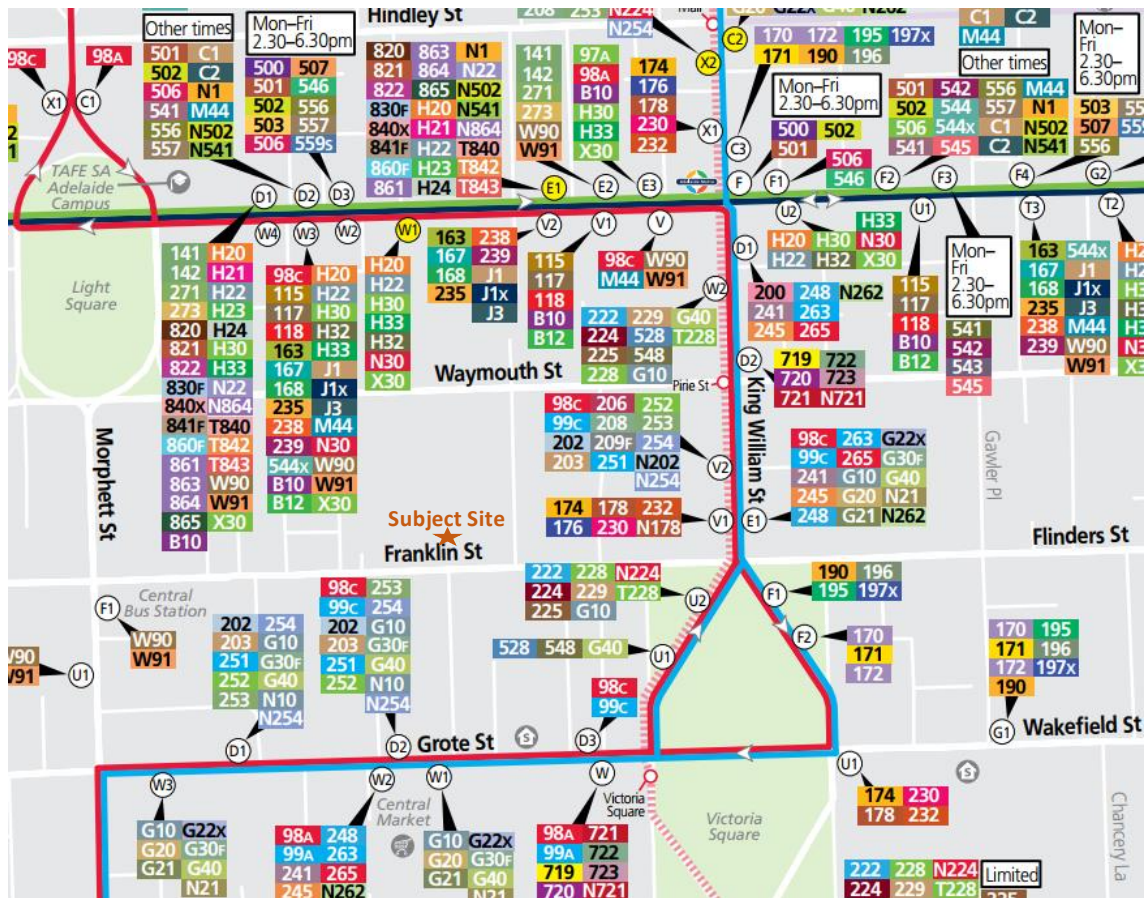 Hindley St
Other times
501 C1
502 C2
506 N1
541 M44
556 N502
557 N541
Mon–Fri
2.30–6.30pm
500 507
501 546
502 556
503 557
506 559s
98c
98A
X1
C1
TAFE SA
Adelaide
Campus
D1
D2
D3
820 863 N1
821 864 N22
822 865 N502
830F H20 N541
840x H21 N864
841F H22 T840
860F H23 T842
861 H24 T843
E1
141
142
271
273
W90
W91
E2
97A
98A
B10
H30
H33
X30
E3
208 253 N224
N254
X2
174
176
178
230
232
X1
C2
G20 G22x G40 N262
170 172 195 197x
171 190 196
C3
Mon–Fri
2.30–6.30pm
500 502
501
F
506
546
F1
C1 C2
M44
Other times
501 542 556 M44
502 544 557 N1
506 544x C1 N502
541 545 C2 N541
F2
F3
Mon–
Fri
2.30–
6.30pm
503
507
556
F4
G2
W4
W3
W2
W1
V2
V1
V
U2
U1
T3
T2
Light
Square
141 H20
142 H21
271 H22
273 H23
820 H24
821 H30
822 H33
830F N22
840x N864
841F T840
860F T842
861 T843
863 W90
864 W91
865 X30
B10
98c H20
115 H22
117 H30
118 H32
163 H33
167 J1
168 J1x
235 J3
238 M44
239 N30
544x W90
B10 W91
B12 X30
H20
H22
H30
H33
H32
N30
X30
163 238
167 239
168 J1
235 J1x
J3
115
117
118
B10
B12
98c W90
M44 W91
W2
222 229 G40
224 528 T228
225 548
228 G10
H33
H20 H30 N30
H22 H32 X30
D1
200 248 N262
241 263
245 265
115
117
118
B10
B12
Mon–
Fri
2.30–
6.30pm
541
542
543
545
163 544x
167 J1
168 J1x
235 J3
238 M44
239 W90
W91
Waymouth St
Pirie St
D2
719 722
720 723
721 N721
King William St
Morphett St
Gawler Pl
98c 206 252
99c 208 253
202 209F 254
203 251 N202
N254
V2
174 178 232
176 230 N178
V1
E1
98c 263 G22x
99c 265 G30F
241 G10 G40
245 G20 N21
248 G21 N262
Subject Site
Franklin St
Flinders St
Central
Bus Station
F1
W90
W91
W90
W91
U1
202 254
203 G10
251 G30F
252 G40
253 N10
N254
D1
98c 253
99c 254
202 G10
203 G30F
251 G40
252 N10
N254
D2
222 228 N224
224 229 T228
225 G10
U2
528 548 G40
U1
98c
99c
D3
190 196
195 197x
F1
F2
170
171
172
170 195
171 196
172 197x
190
G1
Grote St
Wakefield St
W3
W2
W1
W
Central
Market
Victoria
Square
Victoria
Square
U1
174 230
178 232
Chancery La
G10 G22x
G20 G30F
G21 G40
N21
98A 248
99A 263
241 265
245 N262
G10 G22x
G20 G30F
G21 G40
N21
98A 721
99A 722
719 723
720 N721
222 228 N224
224 229 T228
Limited